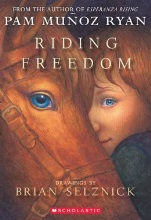 FROM THE AUTHOR OF ESPERANZA RISING
PAM MUÑOZ RYAN
RIDING
FREEDOM
DRAWINGS BY
BRIAN SELZNICK
SCHOLASTIC